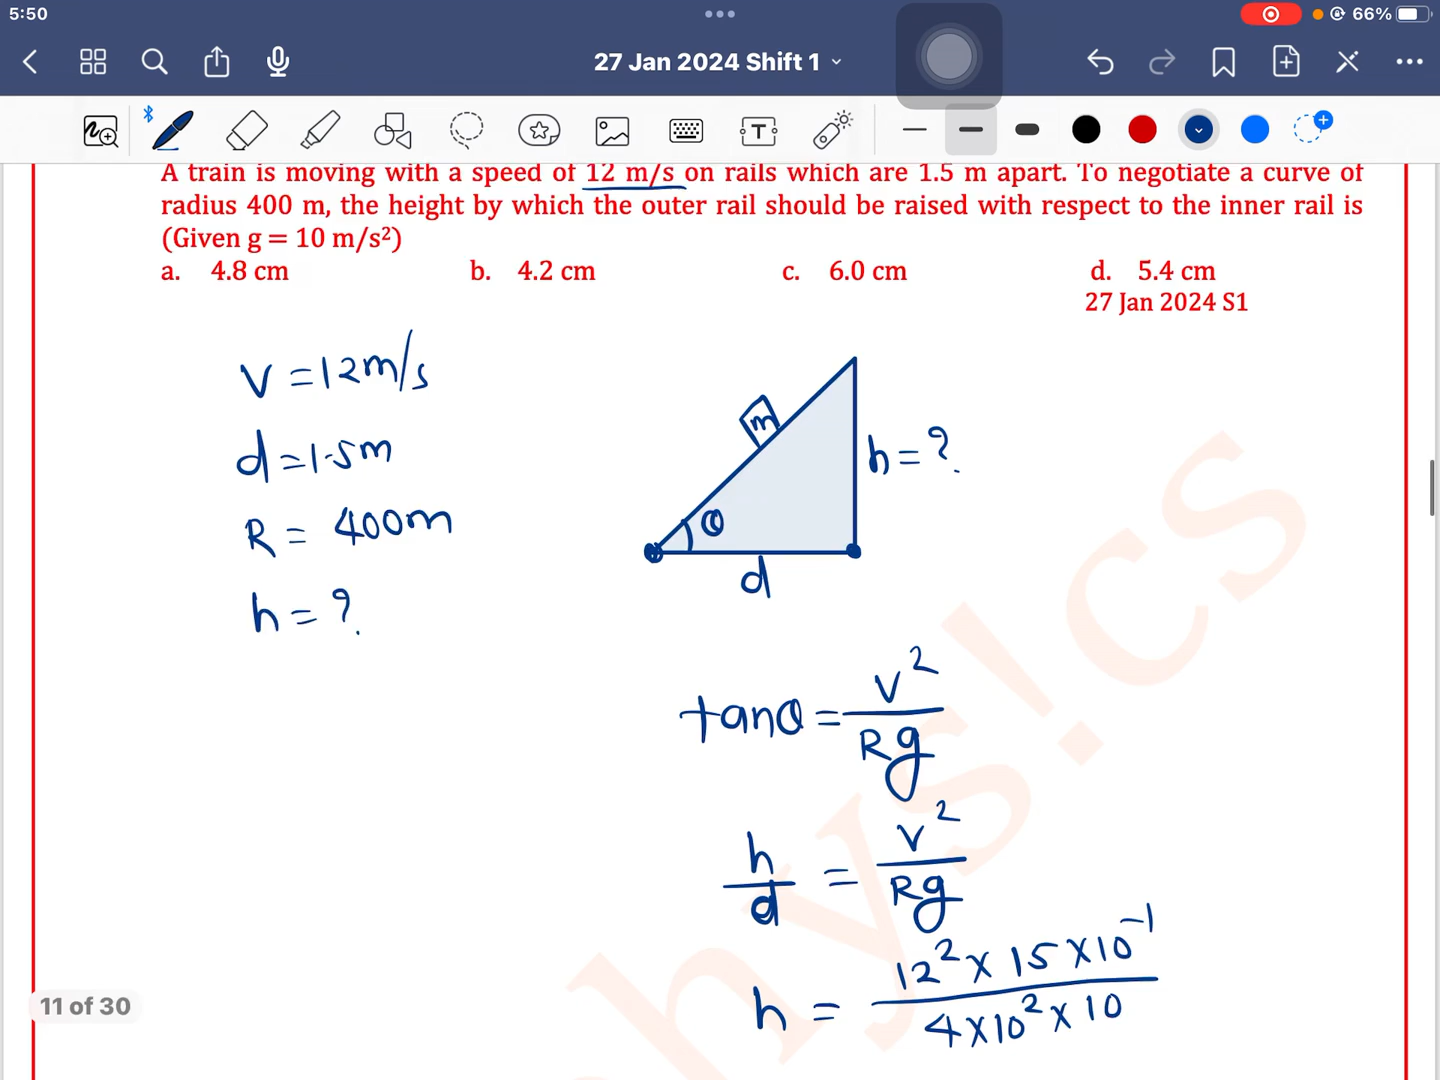 5:50
66%
27 Jan 2024 Shift 1
T
A train is moving with a speed of 12 m/s on rails which are 1.5 m apart. To negotiate a curve of
radius 400 m, the height by which the outer rail should be raised with respect to the inner rail is
(Given g = 10 m/s²)
a. 4.8 cm b. 4.2 cm c. 6.0 cm d. 5.4 cm
27 Jan 2024 S1
V = 12m/s
d = 1.5m
R = 400m
h = ?
m
h = ?
θ
d
tanθ = v²/Rg
h/d = v²/Rg
h = 12² × 15 × 10⁻¹ / 4×10² × 10
11 of 30
hys!cs